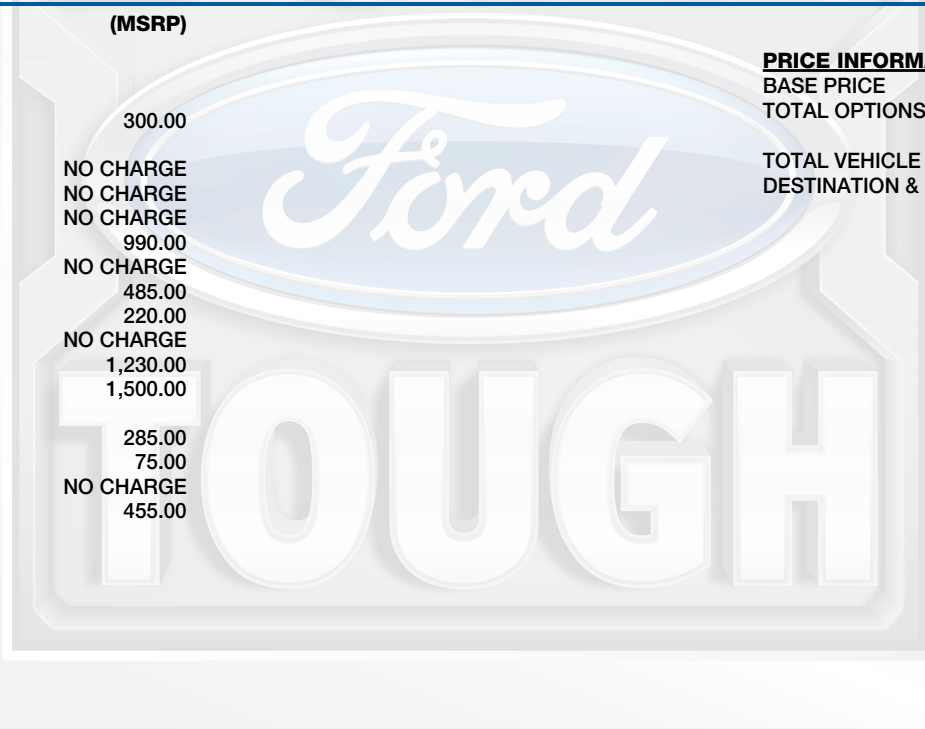 (MSRP)
300.00
NO CHARGE
NO CHARGE
NO CHARGE
990.00
NO CHARGE
485.00
220.00
NO CHARGE
1,230.00
1,500.00
285.00
75.00
NO CHARGE
455.00
PRICE INFORM
BASE PRICE
TOTAL OPTIONS
TOTAL VEHICLE
DESTINATION &
Ford
TOUGH